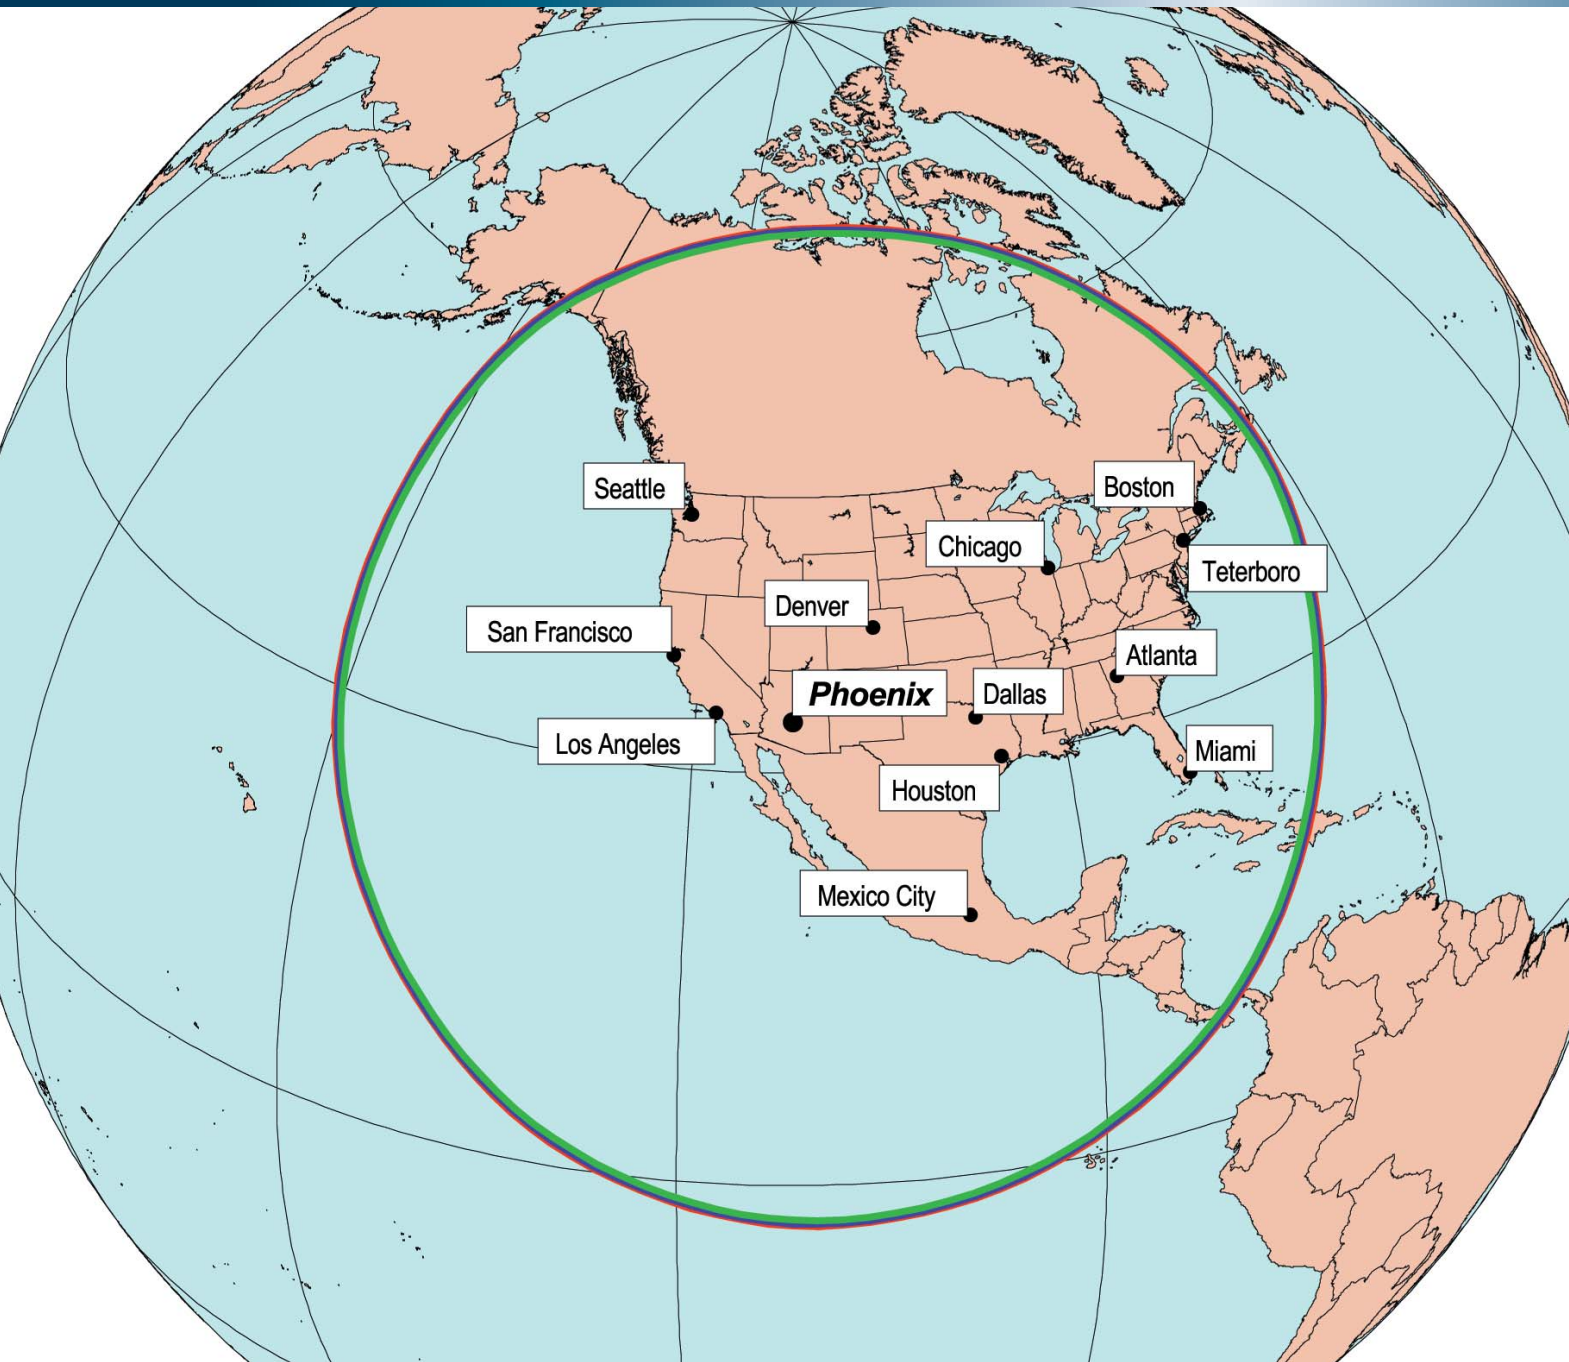 Seattle
Boston
Chicago
Teterboro
Denver
San Francisco
Atlanta
Phoenix
Dallas
Los Angeles
Miami
Houston
Mexico City